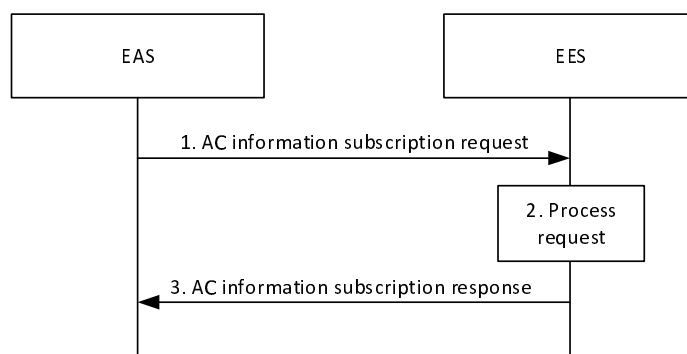 EAS
EES
1. AC information subscription request
2. Process
request
3. AC information subscription response